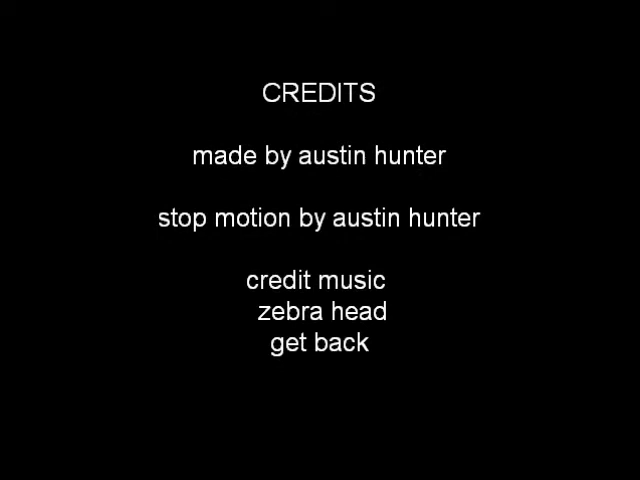 CREDITS
made by austin hunter
stop motion by austin hunter
credit music
zebra head
get back